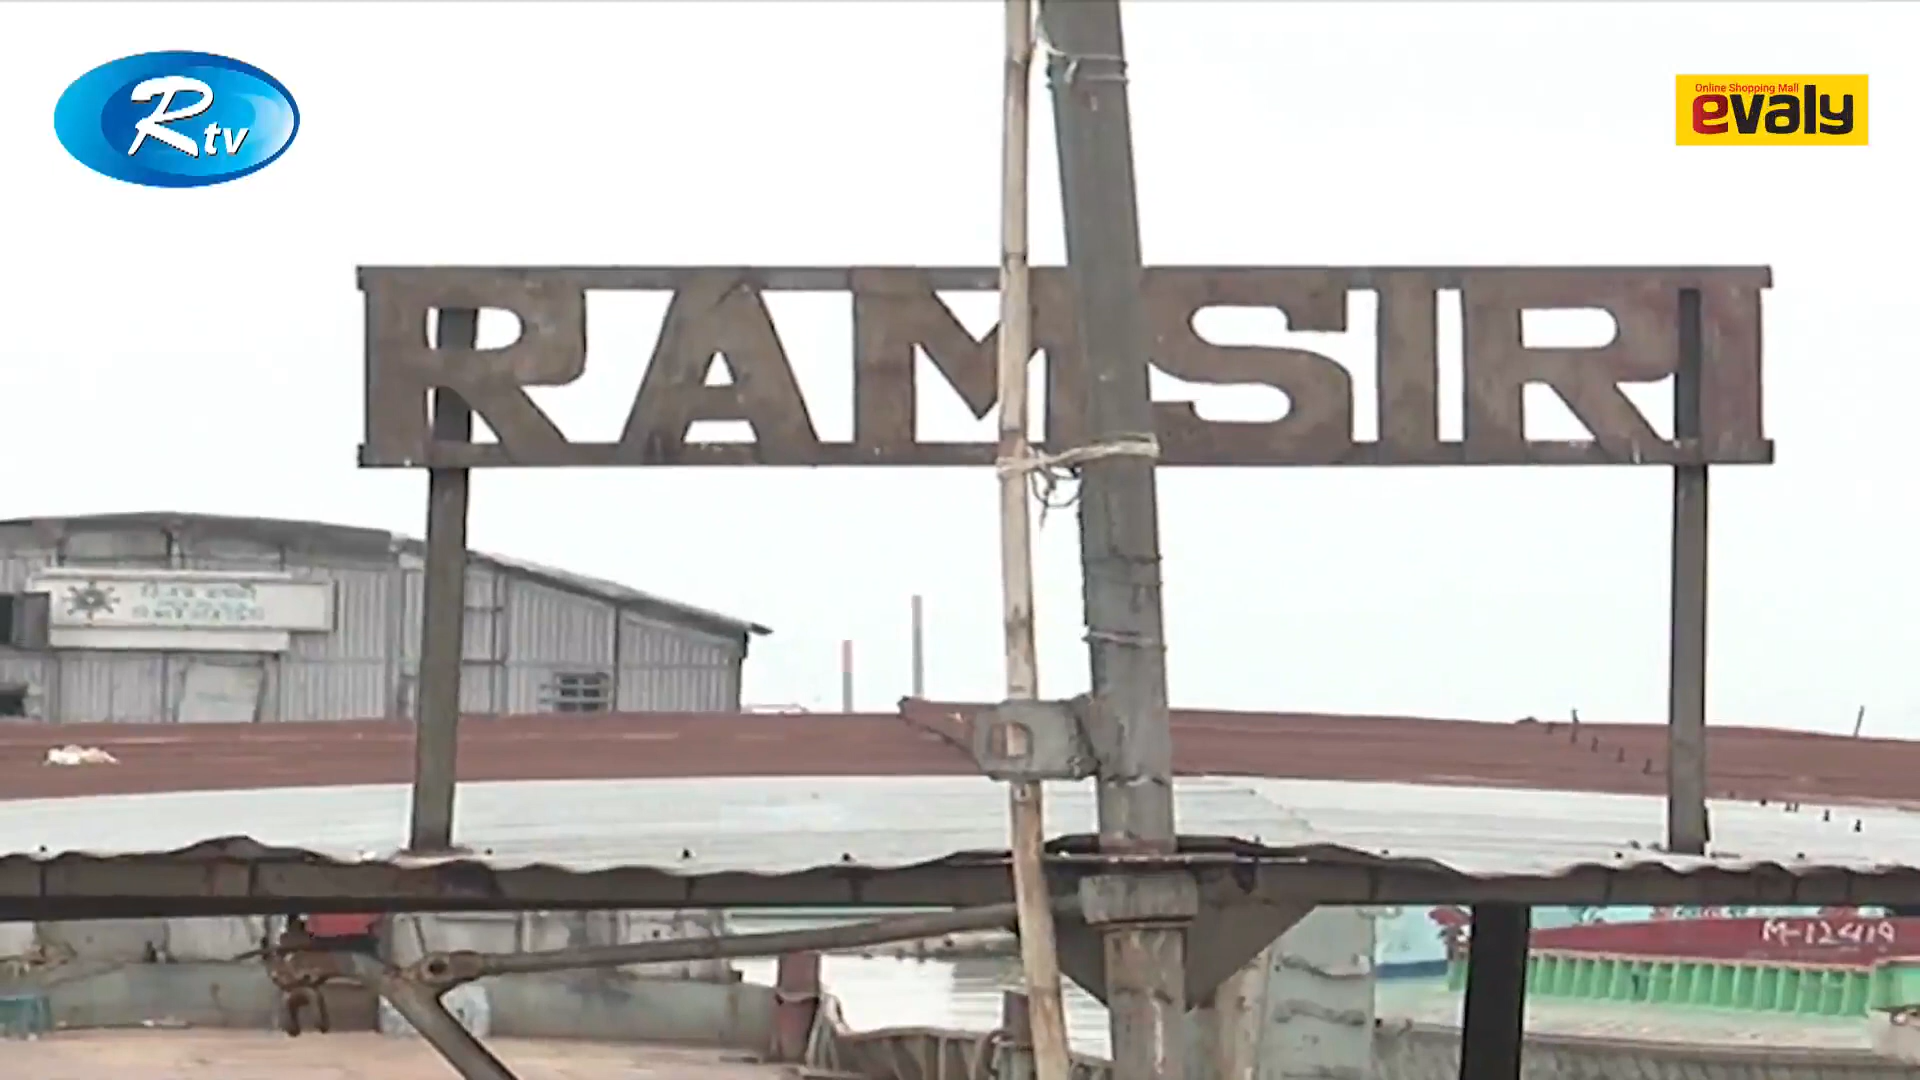 Rtv
Online Shopping Mall
evaly
RAMSIRI
M-12419